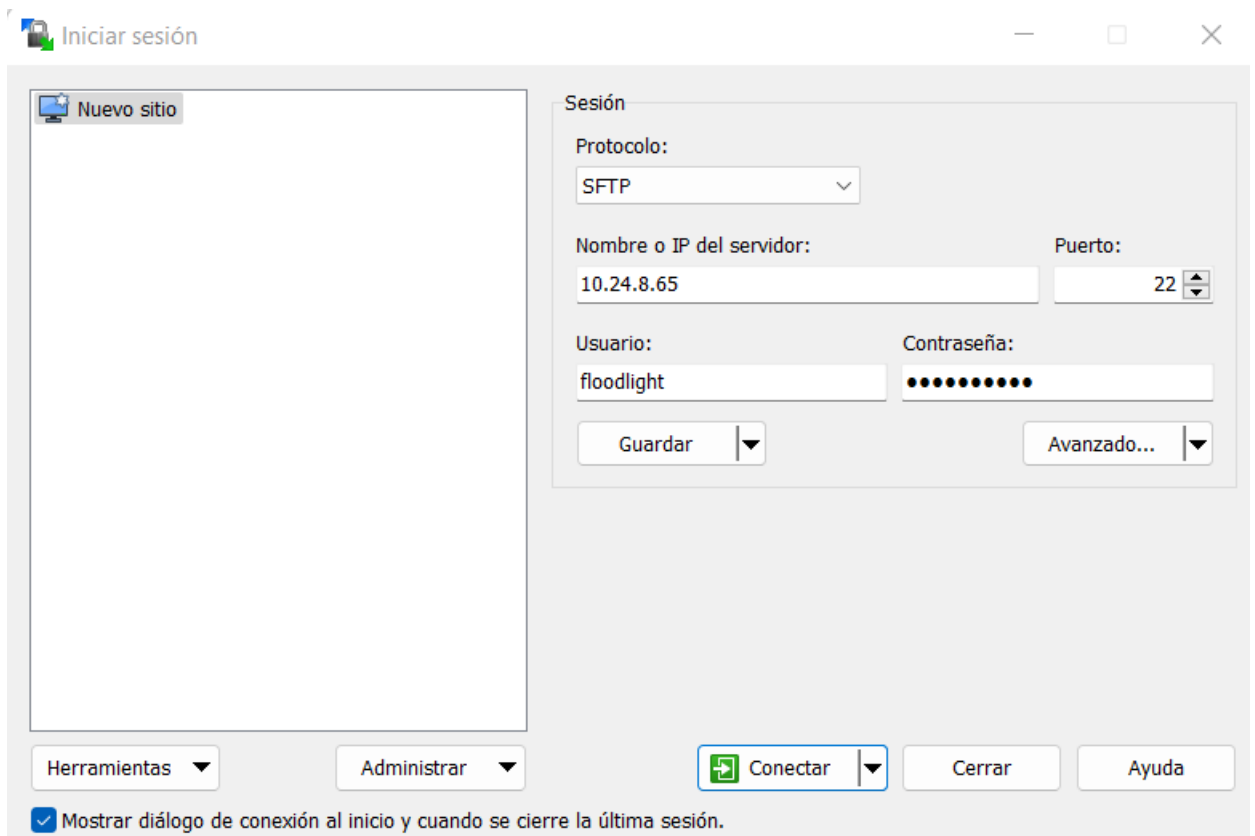 Iniciar sesión
Nuevo sitio
Sesión
Protocolo:
SFTP
Nombre o IP del servidor: Puerto:
10.24.8.65 22
Usuario: Contraseña:
floodlight ●●●●●●●●●●
Guardar Avanzado...
Herramientas Administrar Conectar Cerrar Ayuda
Mostrar diálogo de conexión al inicio y cuando se cierre la última sesión.